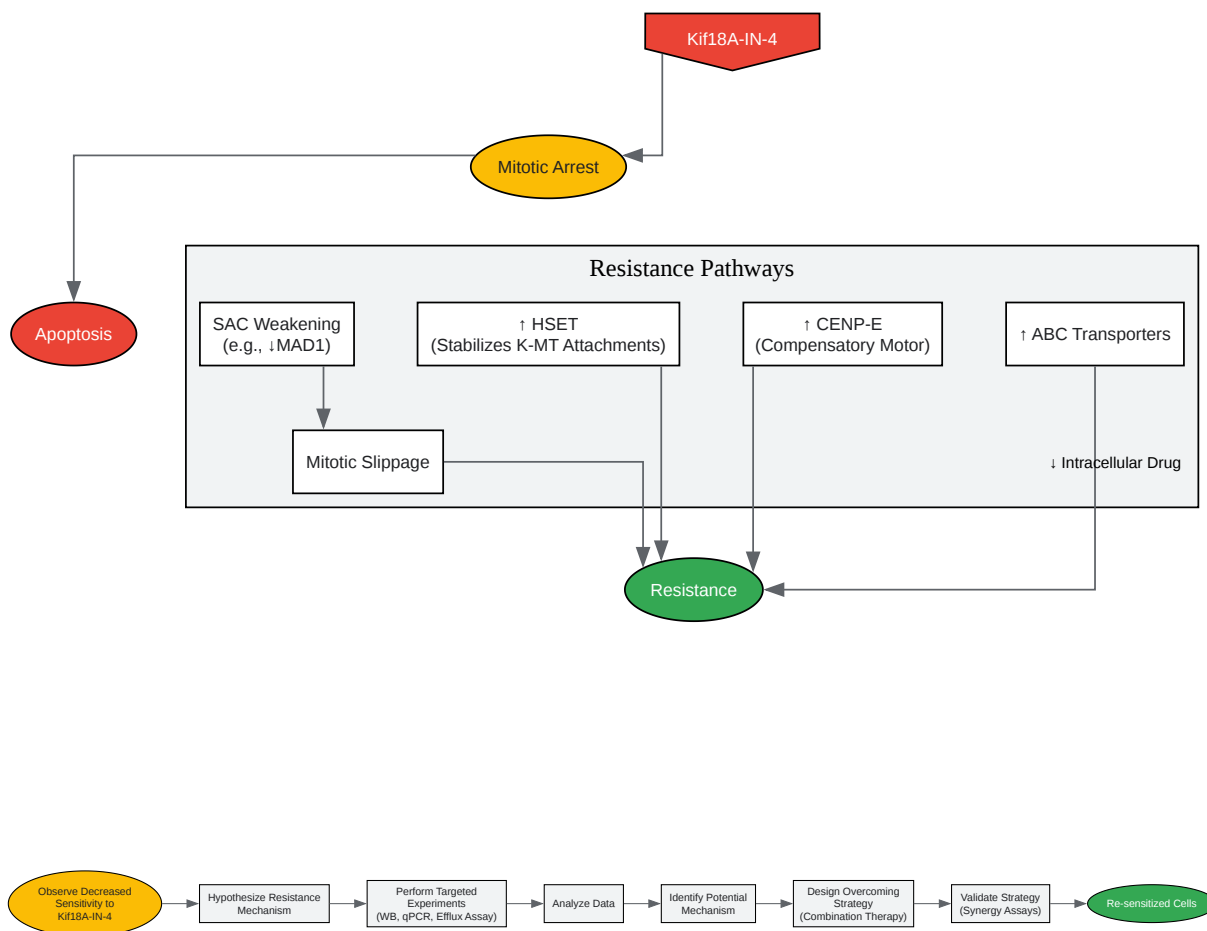 Kif18A-IN-4
Mitotic Arrest
Resistance Pathways
SAC Weakening
(e.g., ↓MAD1)
↑ HSET
(Stabilizes K-MT Attachments)
↑ CENP-E
(Compensatory Motor)
↑ ABC Transporters
Apoptosis
Mitotic Slippage
↓ Intracellular Drug
Resistance
Observe Decreased
Sensitivity to
Kif18A-IN-4
Hypothesize Resistance
Mechanism
Perform Targeted
Experiments
(WB, qPCR, Efflux Assay)
Analyze Data
Identify Potential
Mechanism
Design Overcoming
Strategy
(Combination Therapy)
Validate Strategy
(Synergy Assays)
Re-sensitized Cells